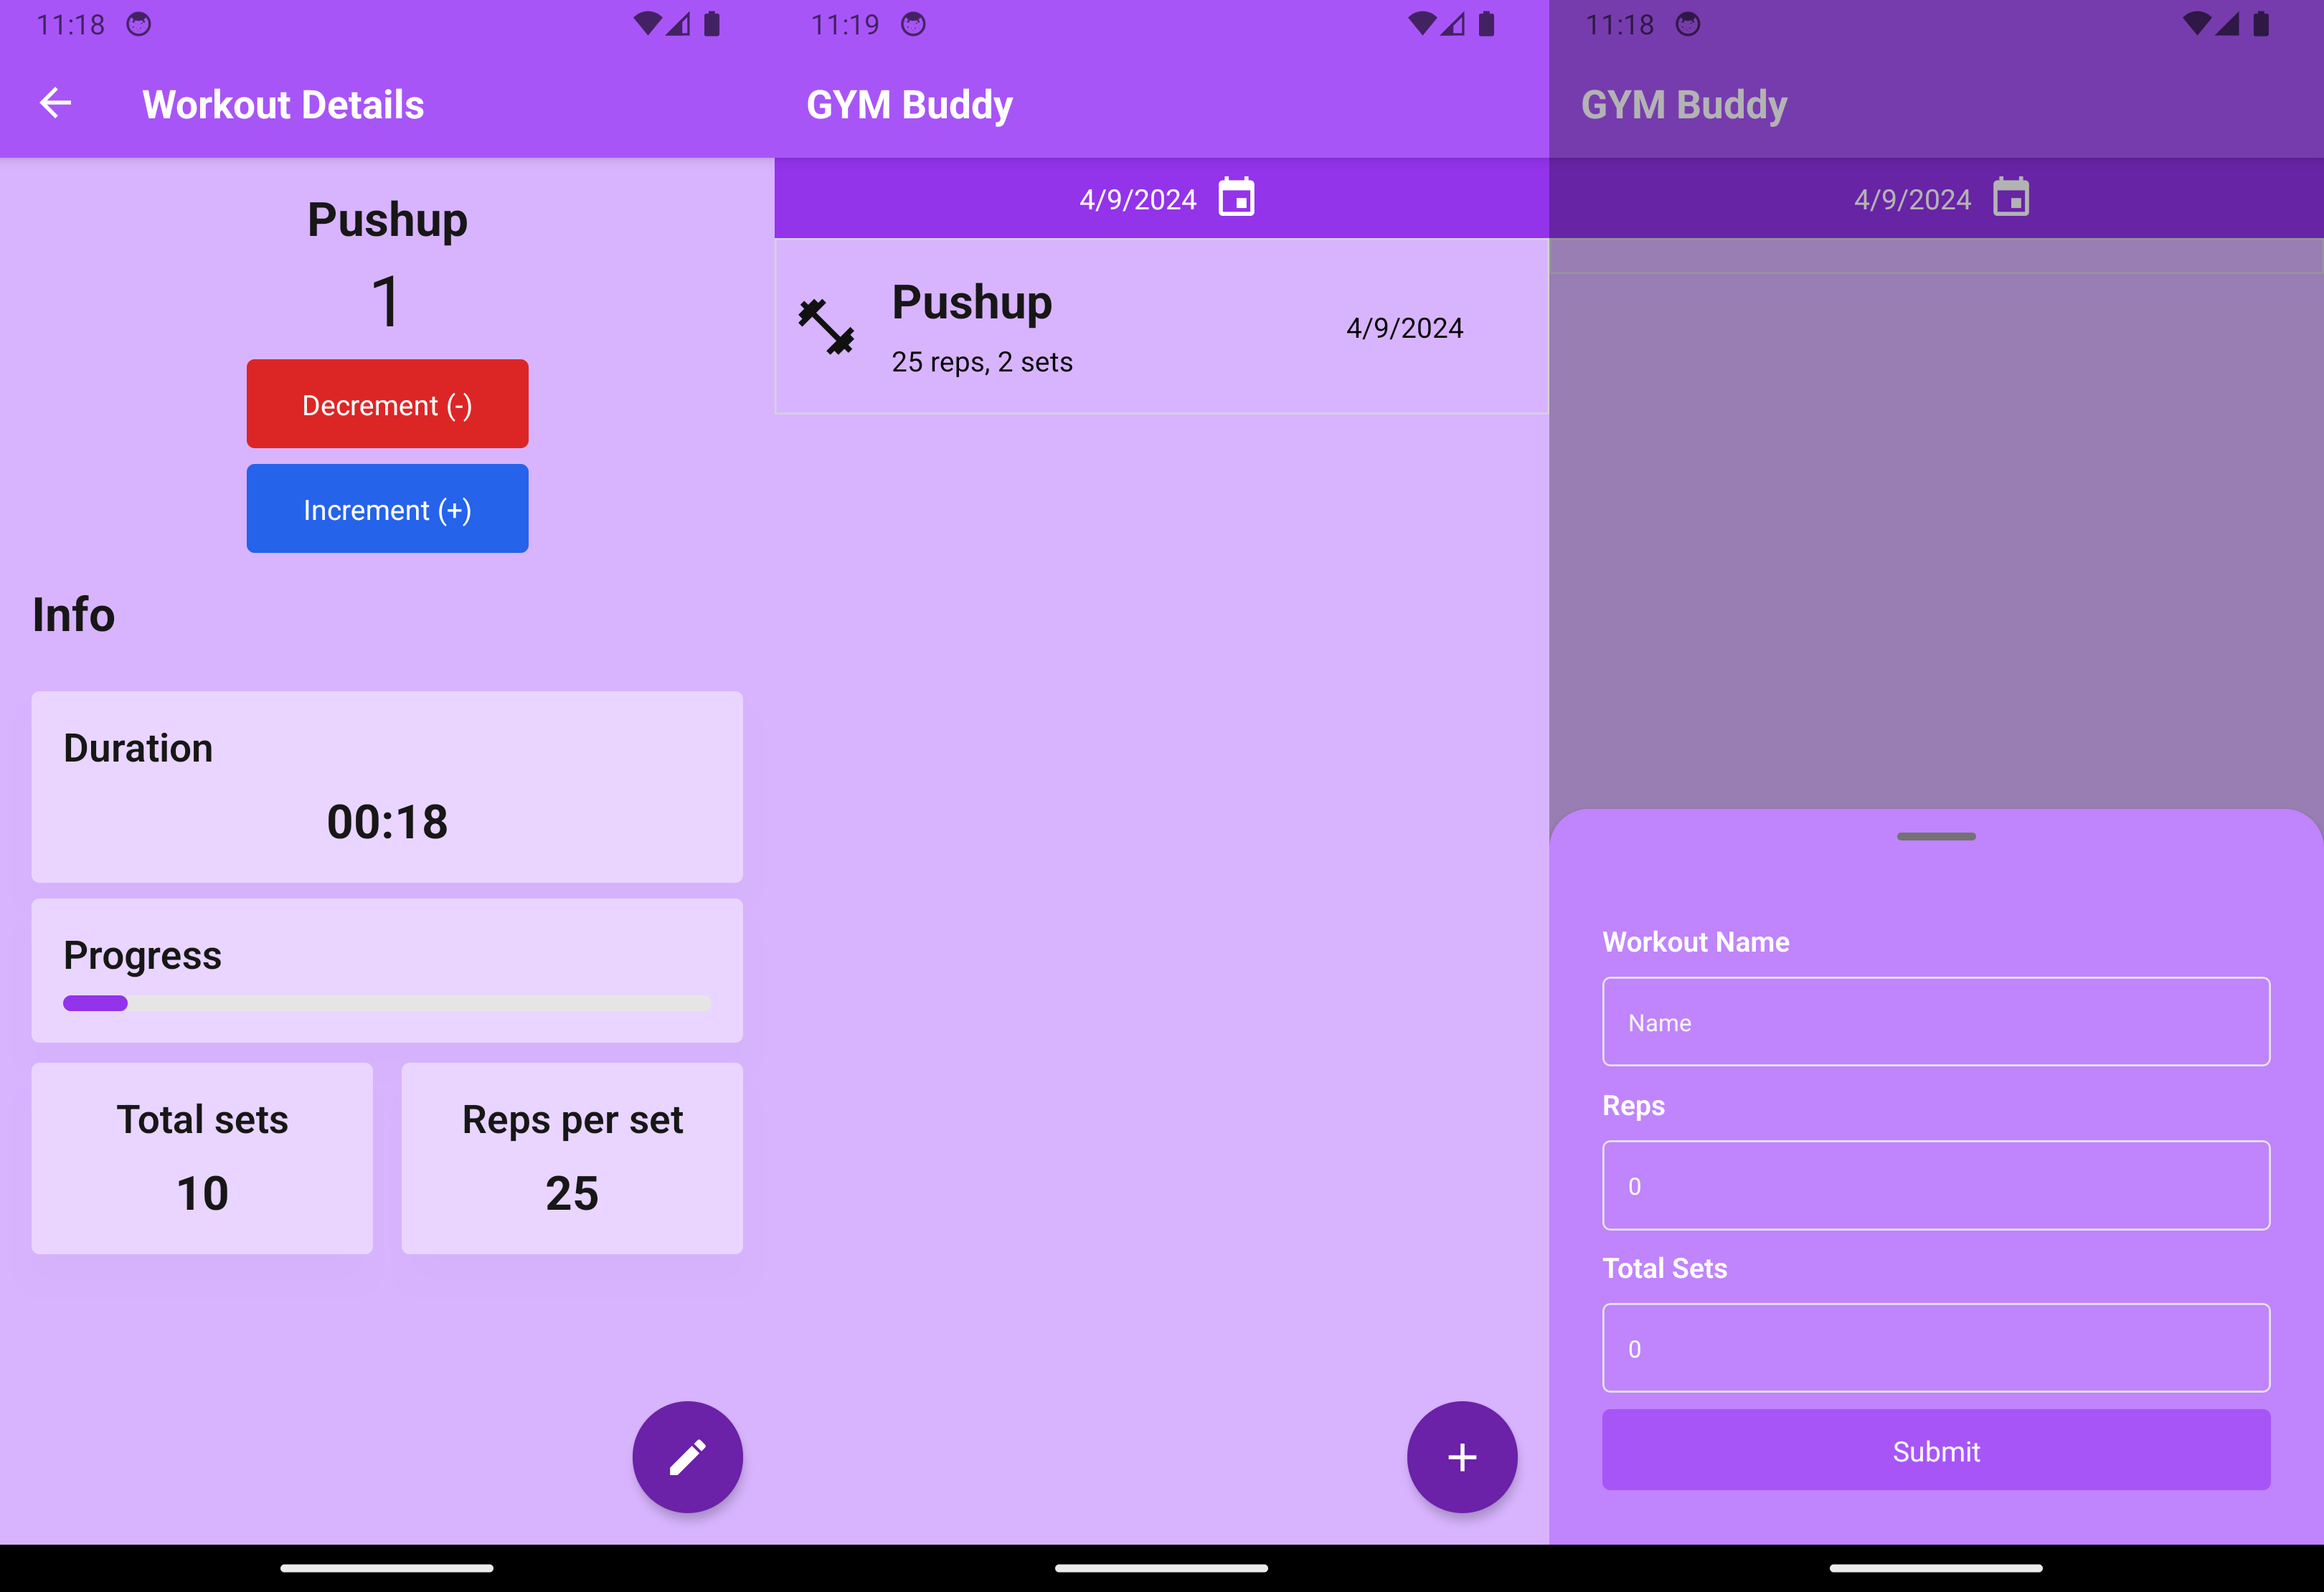 11:18
Workout Details
Pushup
1
Decrement (-)
Increment (+)
Info
Duration
00:18
Progress
Total sets
10
Reps per set
25
11:19
GYM Buddy
4/9/2024
Pushup
25 reps, 2 sets
4/9/2024
11:18
GYM Buddy
4/9/2024
Workout Name
Name
Reps
0
Total Sets
0
Submit